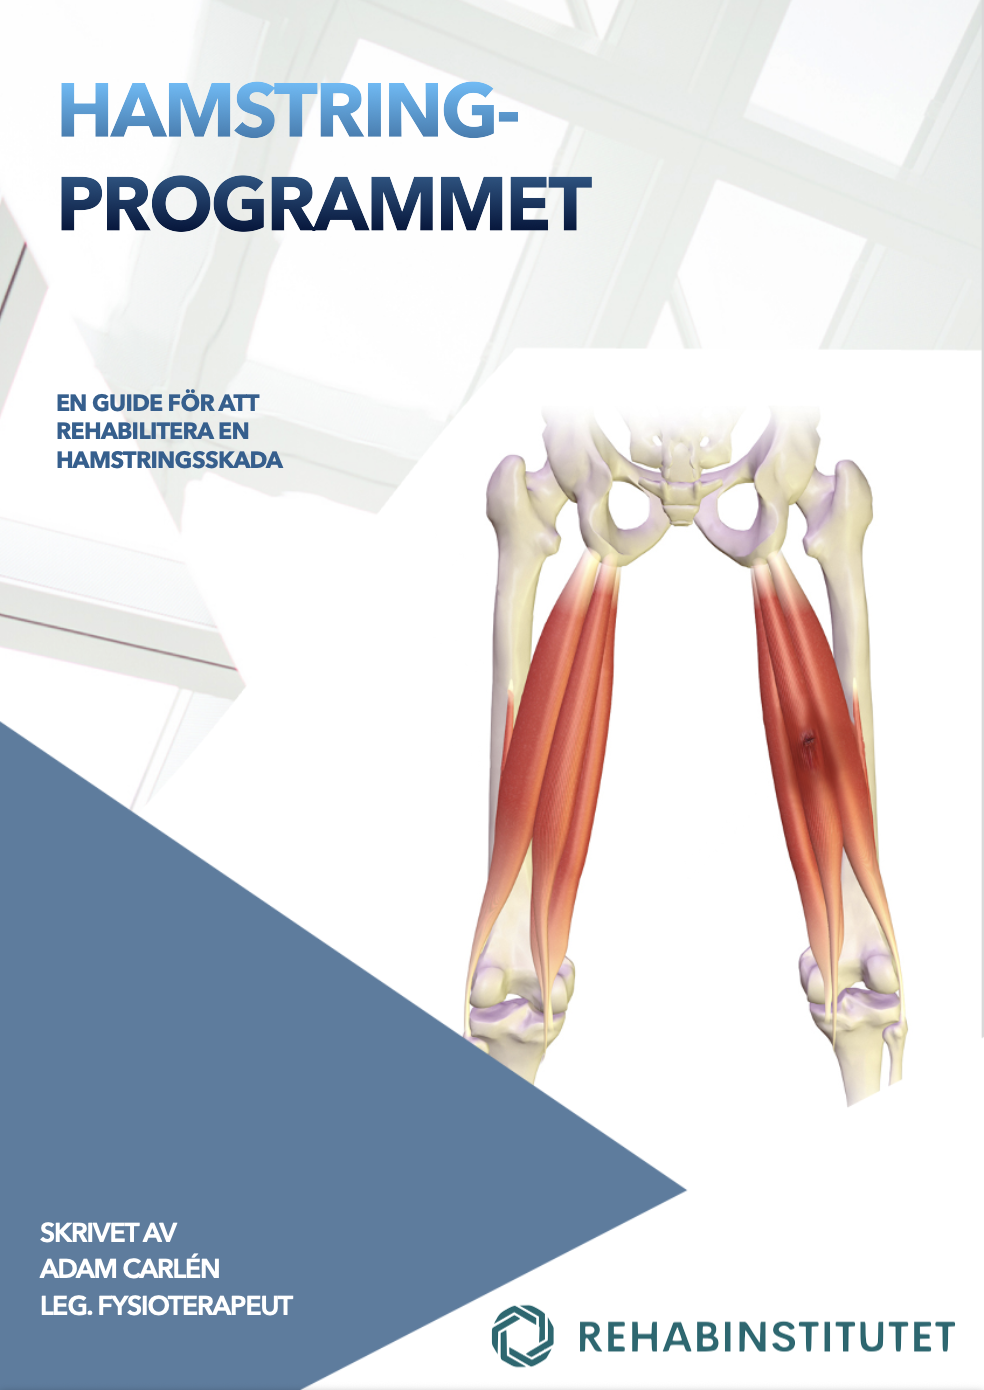 HAMSTRING-
PROGRAMMET
EN GUIDE FÖR ATT
REHABILITERA EN
HAMSTRINGSSKADA
SKRIVET AV
ADAM CARLÉN
LEG. FYSIOTERAPEUT
REHABINSTITUTET